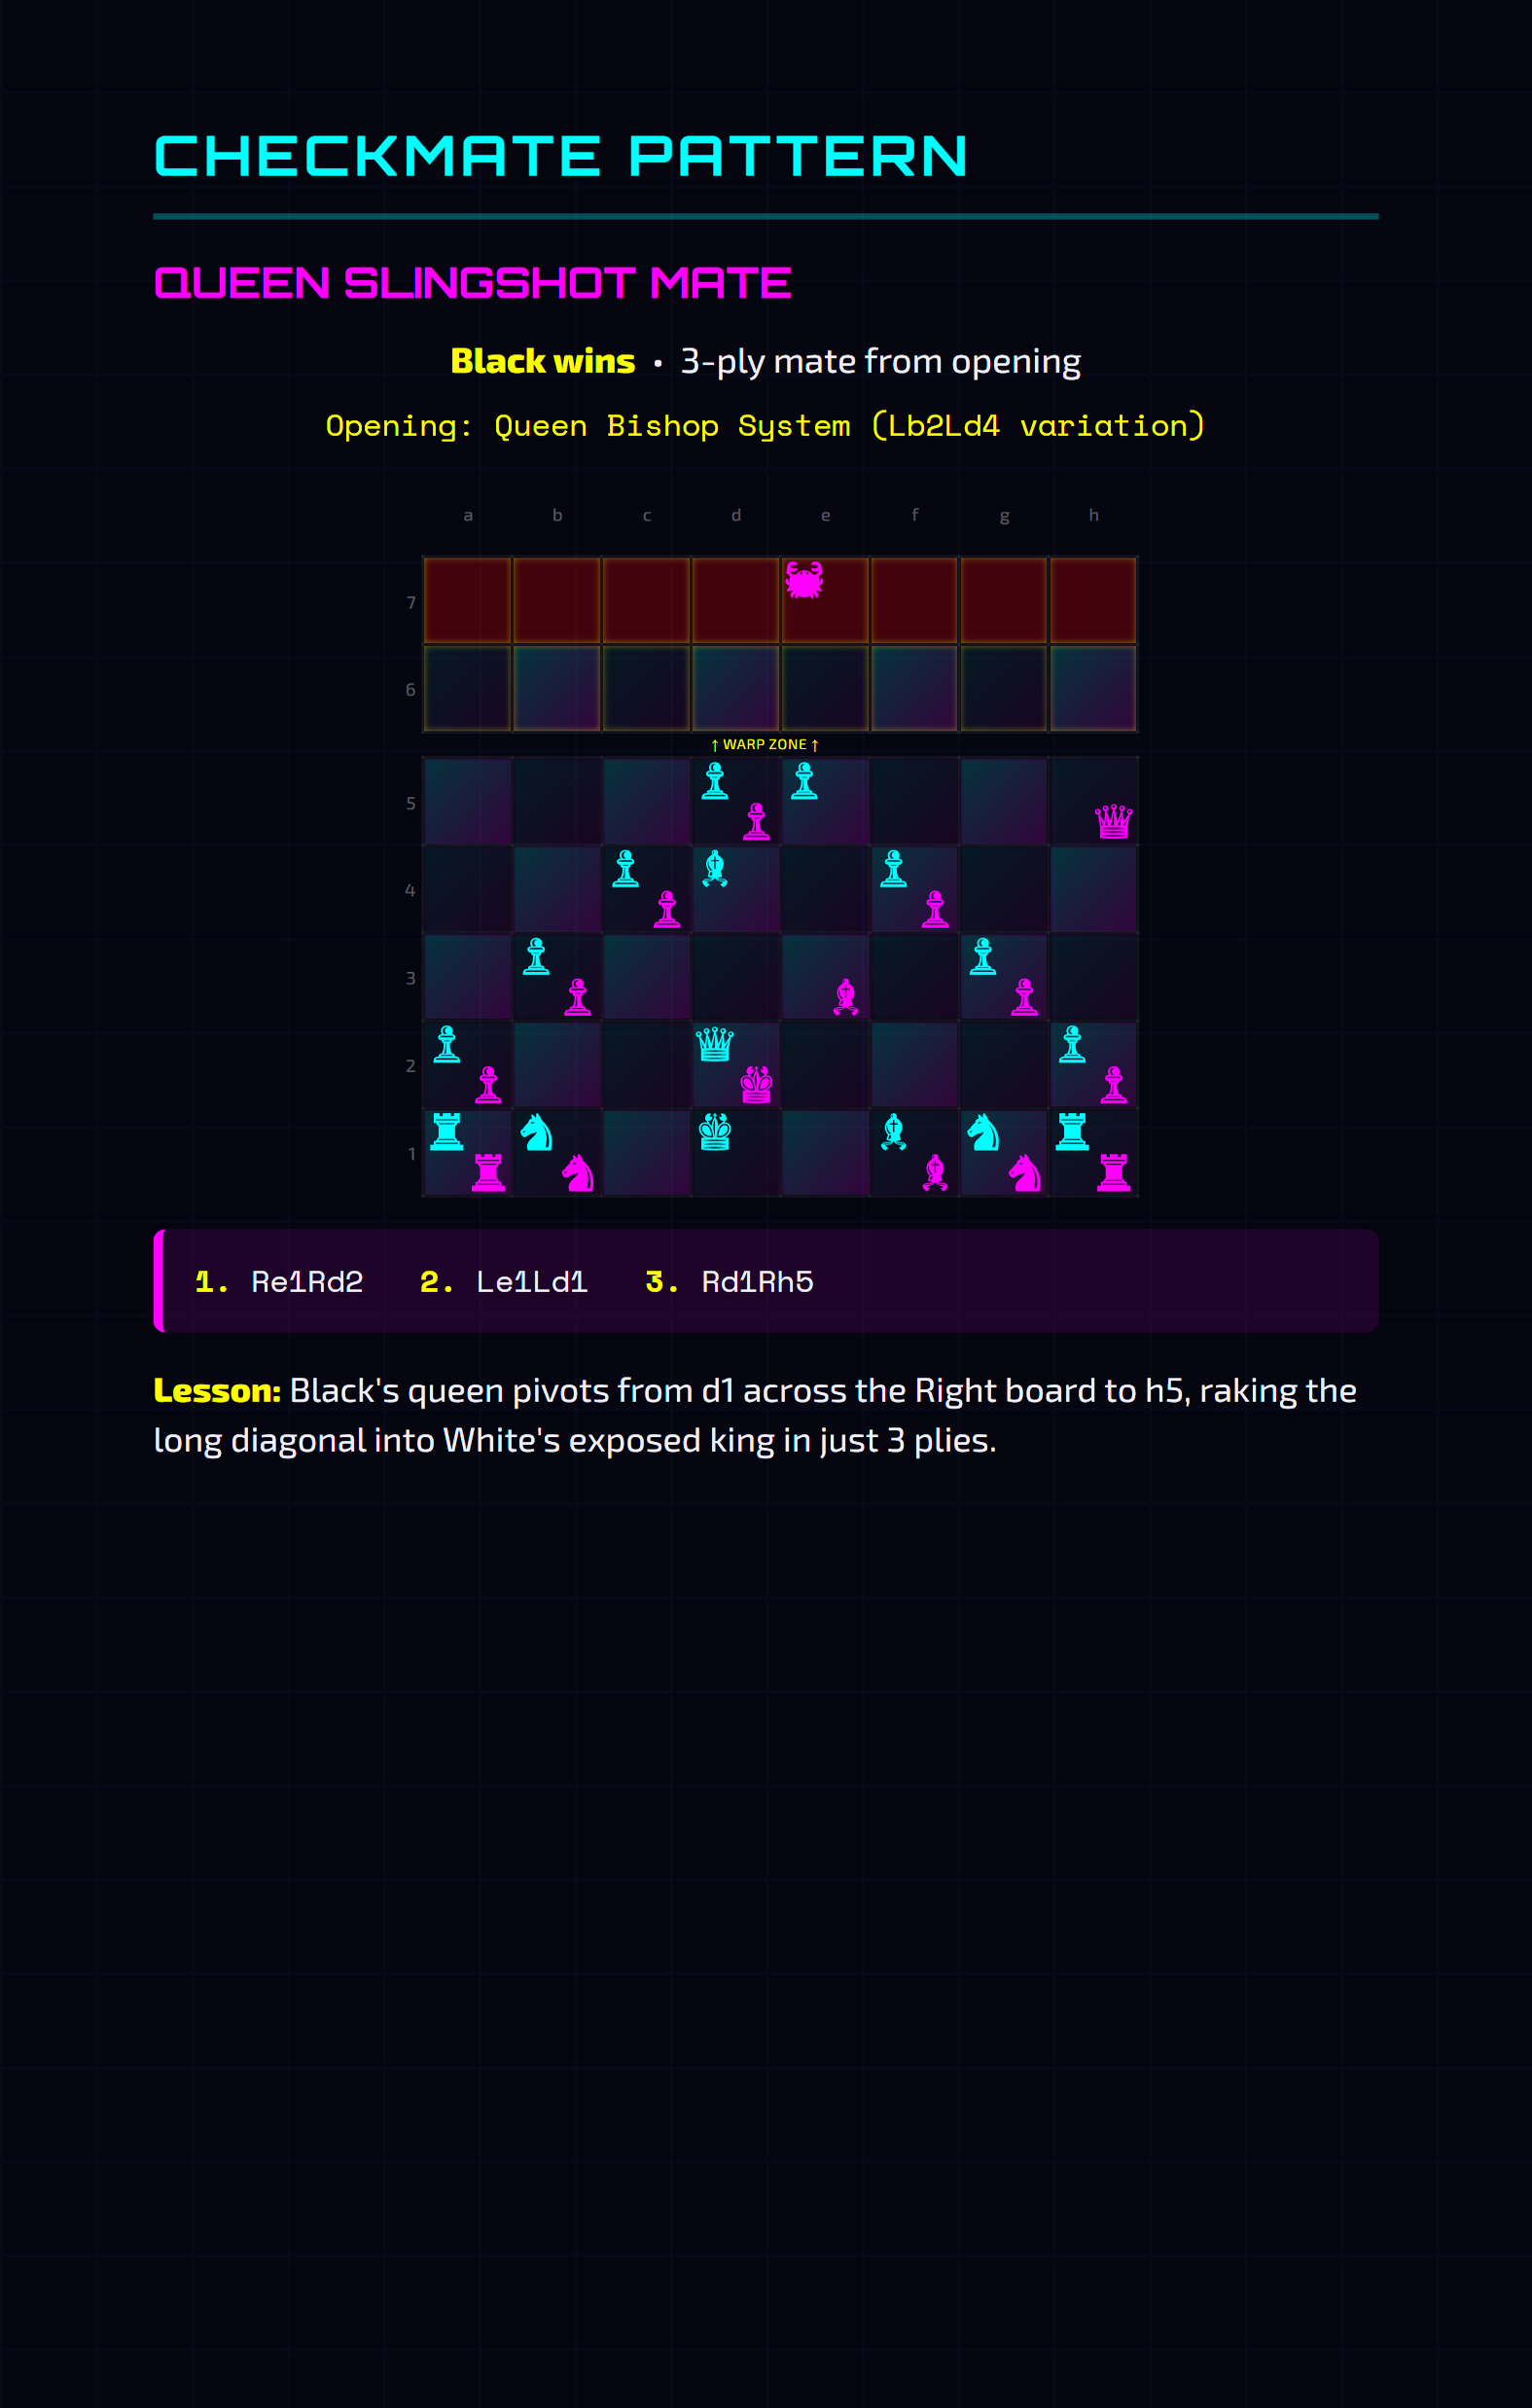 CHECKMATE PATTERN
QUEEN SLINGSHOT MATE
Black wins • 3-ply mate from opening
Opening: Queen Bishop System (Lb2Ld4 variation)
a b c d e f g h
7
6
↑ WARP ZONE ↑
5
4
3
2
1
1. Re1Rd2 2. Le1Ld1 3. Rd1Rh5
Lesson: Black's queen pivots from d1 across the Right board to h5, raking the
long diagonal into White's exposed king in just 3 plies.